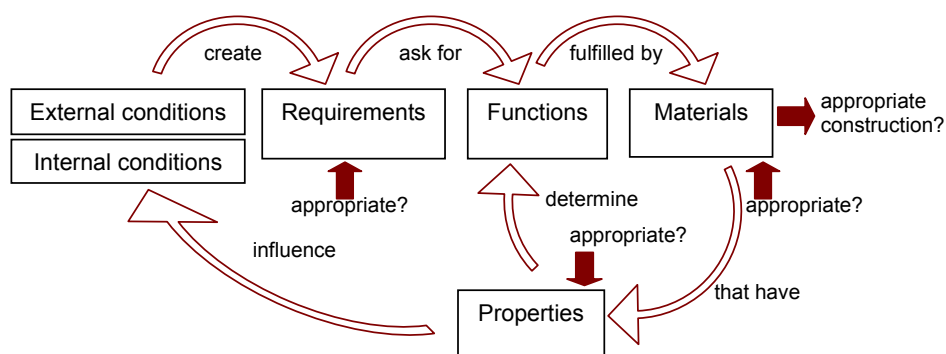 create
ask for
fulfilled by
External conditions
Internal conditions
Requirements
Functions
Materials
appropriate
construction?
appropriate?
determine
appropriate?
influence
appropriate?
that have
Properties